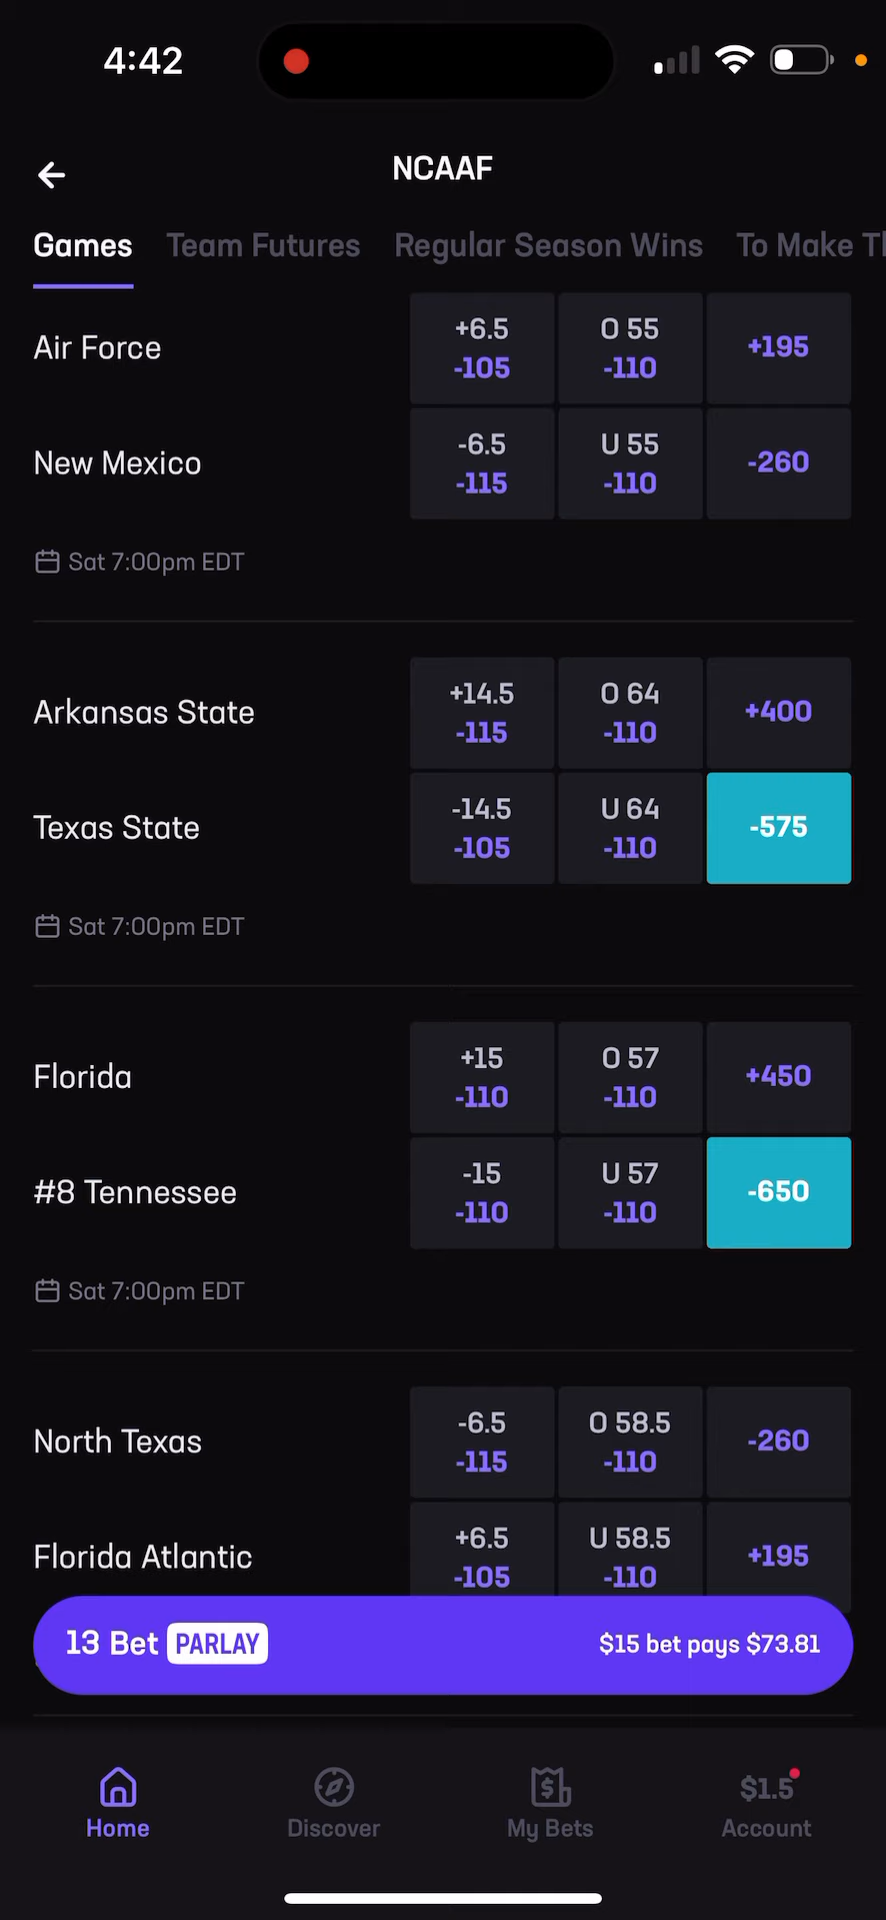 4:42
NCAAF
Games Team Futures Regular Season Wins To Make T
+6.5 O 55
Air Force +195
-105 -110
-6.5 U 55
New Mexico -260
-115 -110
Sat 7:00pm EDT
+14.5 O 64
Arkansas State +400
-115 -110
-14.5 U 64
Texas State -575
-105 -110
Sat 7:00pm EDT
+15 O 57
Florida +450
-110 -110
-15 U 57
#8 Tennessee -650
-110 -110
Sat 7:00pm EDT
-6.5 O 58.5
North Texas -260
-115 -110
+6.5 U 58.5
Florida Atlantic +195
-105 -110
13 Bet PARLAY $15 bet pays $73.81
$1.5
Home Discover My Bets Account